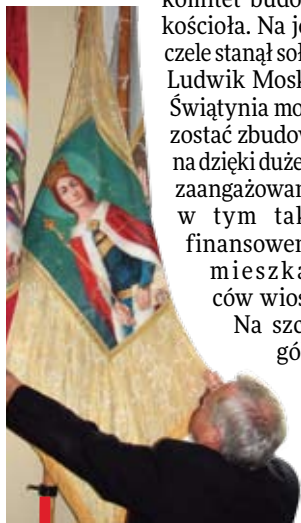 komitet budo
kościoła. Na je
czele stanął soł
Ludwik Mosk
Świątynia mo
zostać zbudow
na dzięki duże
zaangażowan
w tym tak
finansowem
mieszka
ców wios
Na szc
gó